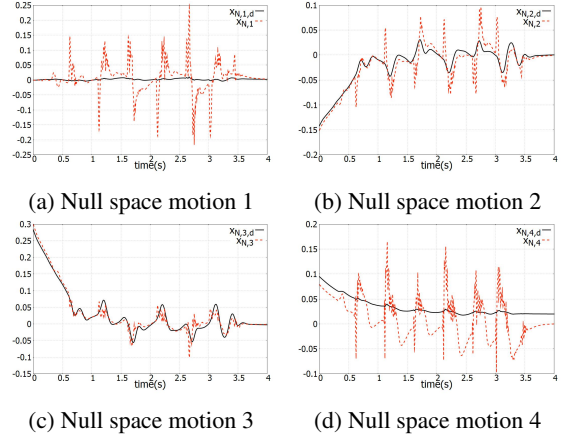 0.25
0.2
0.15
0.1
0.05
0
-0.05
-0.1
-0.15
-0.2
-0.25
0 0.5 1 1.5 2 2.5 3 3.5 4
time(s)
xN,1,d
xN,1
(a) Null space motion 1
0.1
0.05
0
-0.05
-0.1
-0.15
-0.2
0 0.5 1 1.5 2 2.5 3 3.5 4
time(s)
xN,2,d
xN,2
(b) Null space motion 2
0.3
0.25
0.2
0.15
0.1
0.05
0
-0.05
-0.1
-0.15
0 0.5 1 1.5 2 2.5 3 3.5 4
time(s)
xN,3,d
xN,3
(c) Null space motion 3
0.2
0.15
0.1
0.05
0
-0.05
-0.1
0 0.5 1 1.5 2 2.5 3 3.5 4
time(s)
xN,4,d
xN,4
(d) Null space motion 4